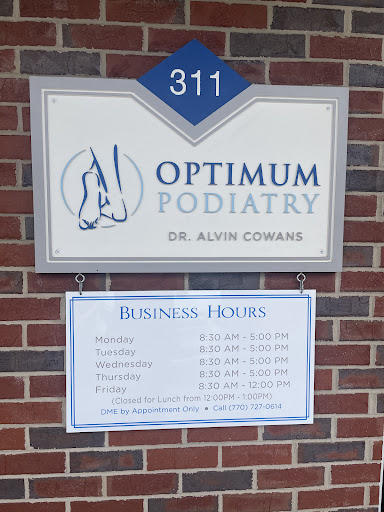 311
OPTIMUM
PODIATRY
DR. ALVIN COWANS
BUSINESS HOURS
Monday 8:30 AM - 5:00 PM
Tuesday 8:30 AM - 5:00 PM
Wednesday 8:30 AM - 5:00 PM
Thursday 8:30 AM - 5:00 PM
Friday 8:30 AM - 12:00 PM
(Closed for Lunch from 12:00PM - 1:00PM)
DME by Appointment Only • Call (770) 727-0614